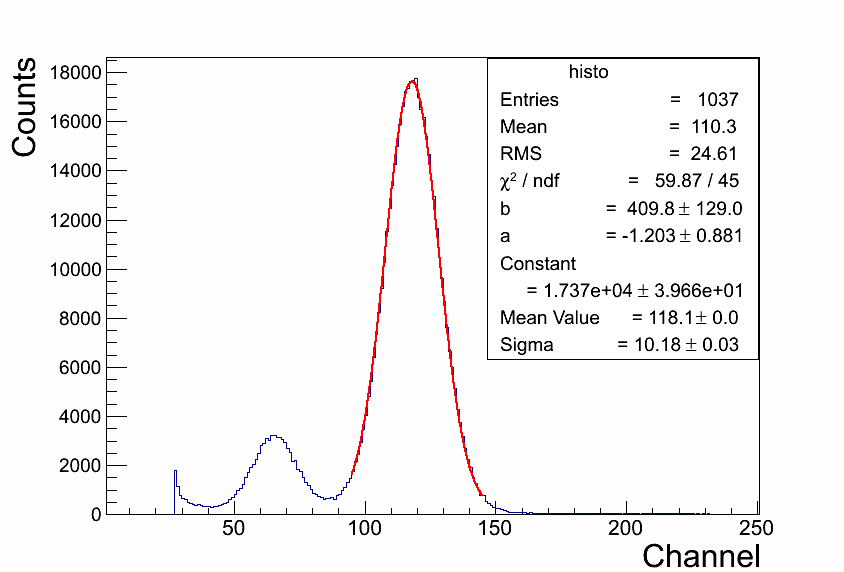 Counts
18000
16000
14000
12000
10000
8000
6000
4000
2000
0
50 100 150 200 250
Channel
histo
Entries = 1037
Mean = 110.3
RMS = 24.61
χ² / ndf = 59.87 / 45
b = 409.8 ± 129.0
a = -1.203 ± 0.881
Constant
= 1.737e+04 ± 3.966e+01
Mean Value = 118.1 ± 0.0
Sigma = 10.18 ± 0.03